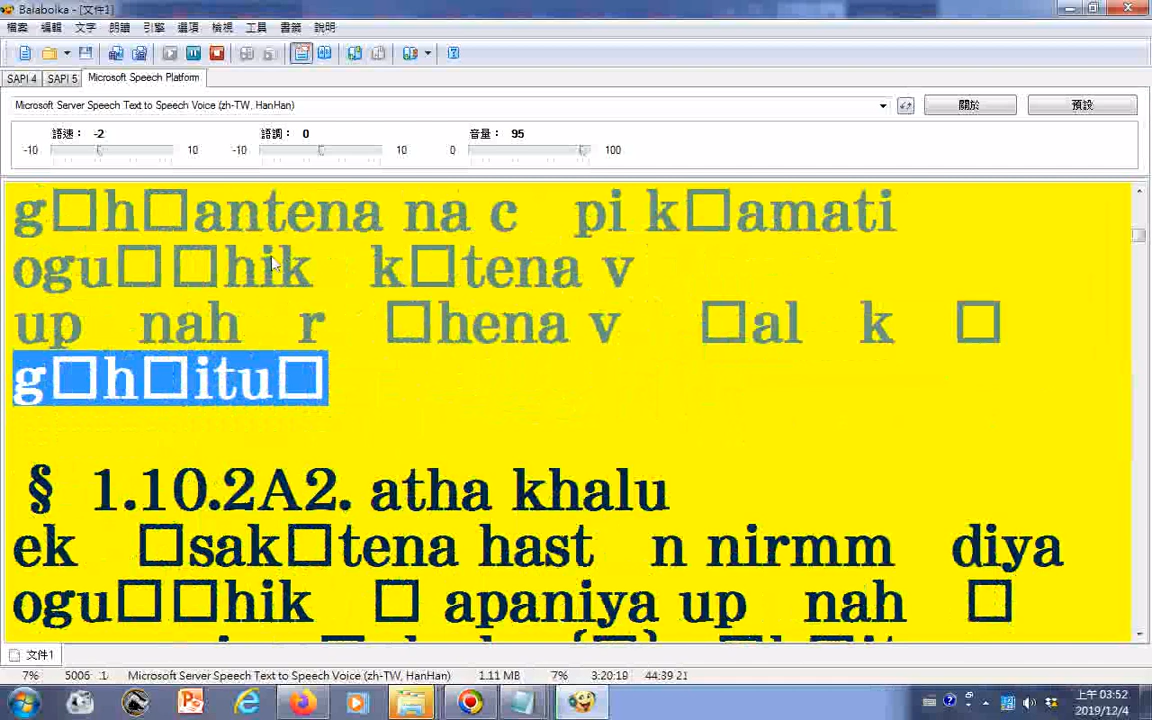 Balabolka - [文件1]
檔案 編輯 文字 朗讀 引擎 選項 檢視 工具 書籤 說明
SAPI 4 SAPI 5 Microsoft Speech Platform
Microsoft Server Speech Text to Speech Voice (zh-TW, HanHan) 關於 預設
語速： -2 語調： 0 音量： 95
-10 10 -10 10 0 100
g□h□antena na c pi k□amati
ogu□□hik k□tena v
up nah r □hena v □al k □
g□h□itu□
§ 1.10.2A2. atha khalu
ek □sak□tena hast n nirmm diya
ogu□□hik □ apaniya up nah □
文件1
7% 5006 :1 Microsoft Server Speech Text to Speech Voice (zh-TW, HanHan) 1.11 MB 7% 3:20:18 44:39 21
上午 03:52
2019/12/4